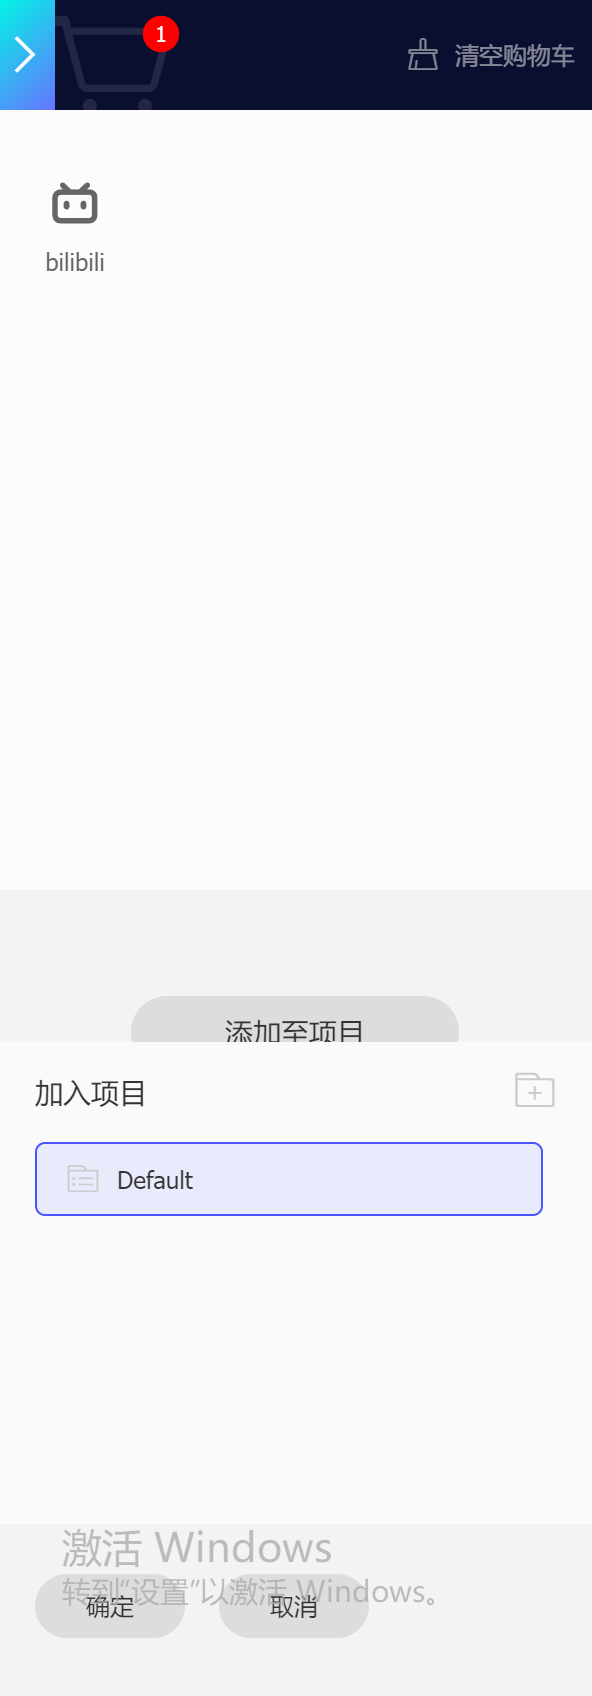 1
清空购物车
bilibili
添加至项目
加入项目
Default
激活 Windows
转到“设置”以激活 Windows。
确定
取消